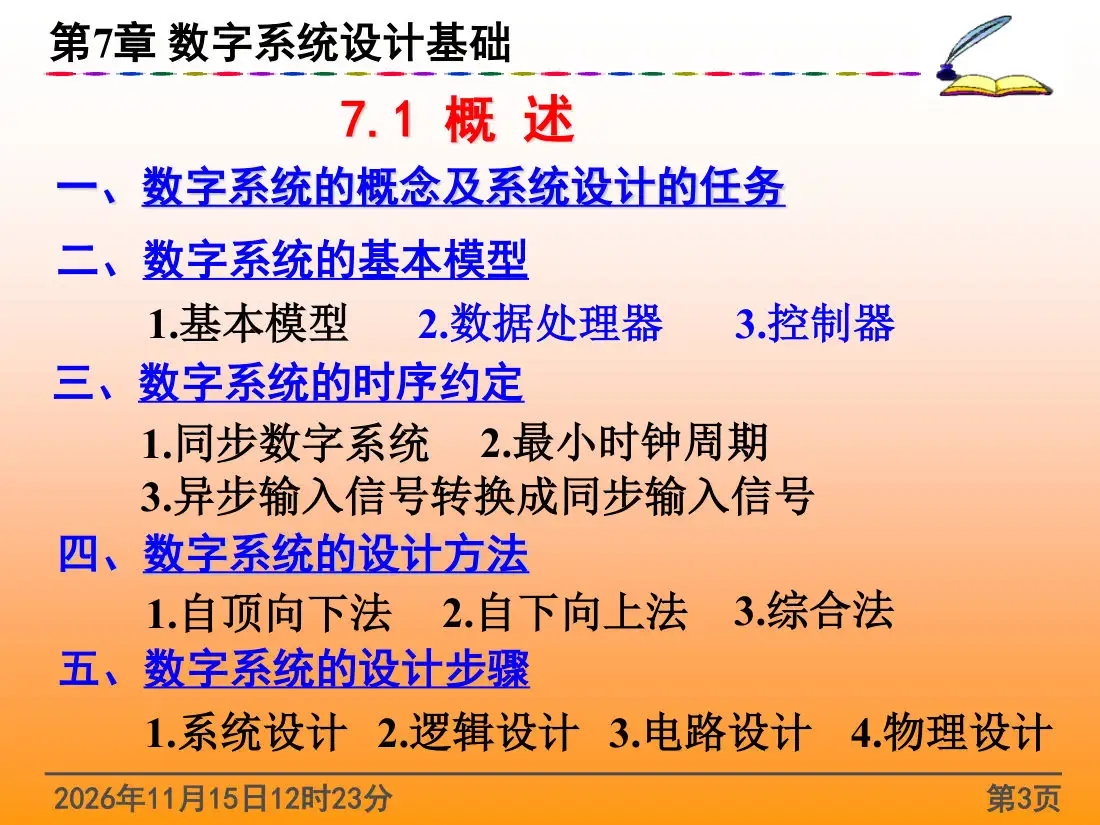 第7章 数字系统设计基础
7.1 概 述
一、数字系统的概念及系统设计的任务
二、数字系统的基本模型
1.基本模型 2.数据处理器 3.控制器
三、数字系统的时序约定
1.同步数字系统 2.最小时钟周期
3.异步输入信号转换成同步输入信号
四、数字系统的设计方法
1.自顶向下法 2.自下向上法 3.综合法
五、数字系统的设计步骤
1.系统设计 2.逻辑设计 3.电路设计 4.物理设计
2026年11月15日12时23分 第3页